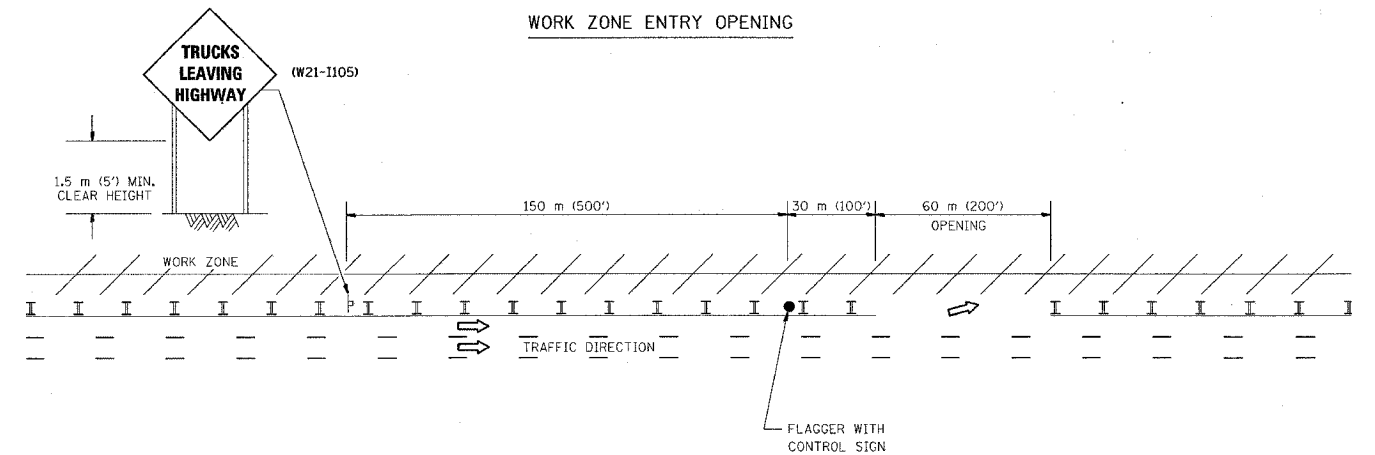 WORK ZONE ENTRY OPENING
TRUCKS
LEAVING
HIGHWAY
(W21-I105)
1.5 m (5') MIN.
CLEAR HEIGHT
150 m (500')
30 m (100')
60 m (200')
OPENING
WORK ZONE
TRAFFIC DIRECTION
FLAGGER WITH
CONTROL SIGN